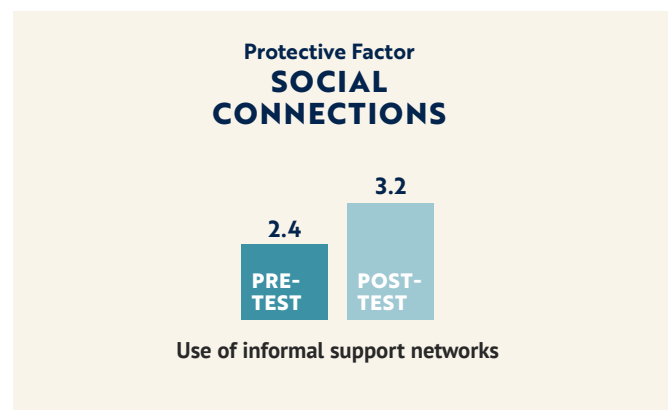 Protective Factor
SOCIAL
CONNECTIONS
2.4
3.2
PRE-
TEST
POST-
TEST
Use of informal support networks